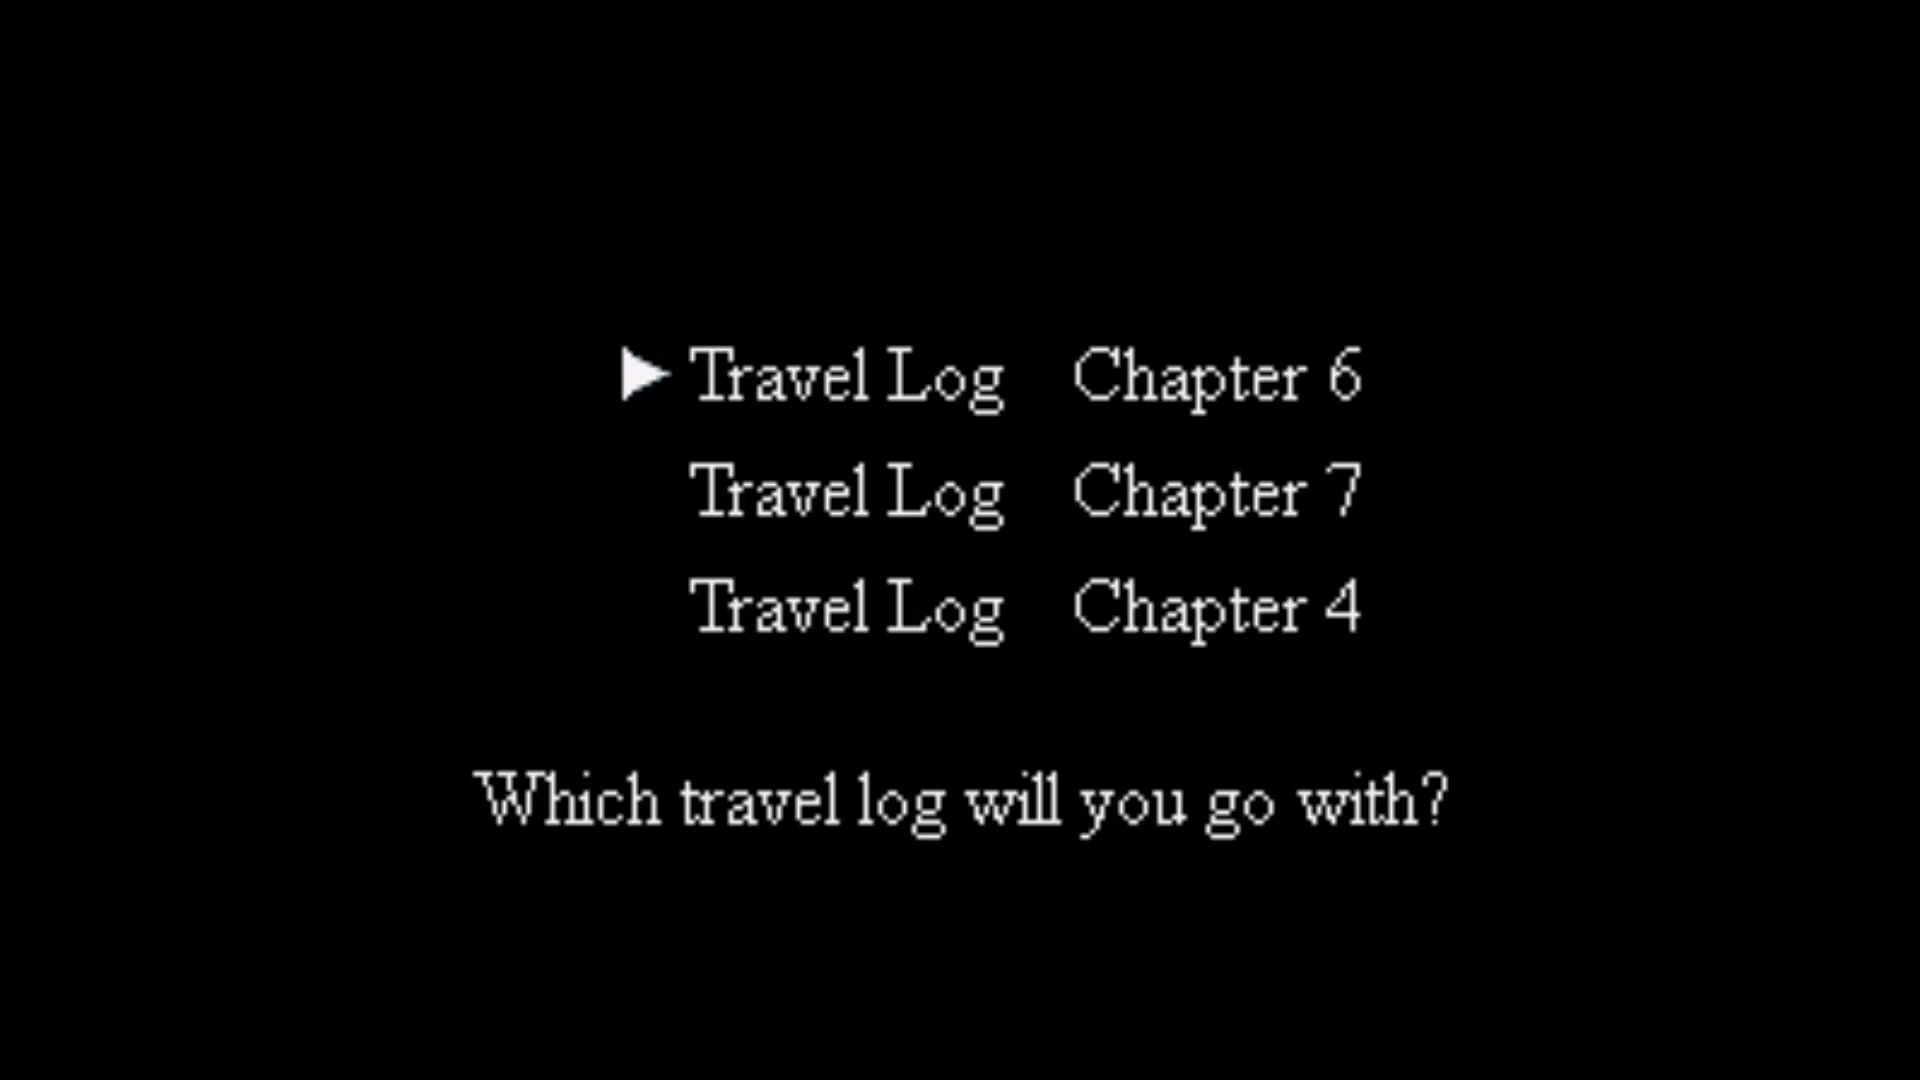 Travel Log Chapter 6
Travel Log Chapter 7
Travel Log Chapter 4
Which travel log will you go with?